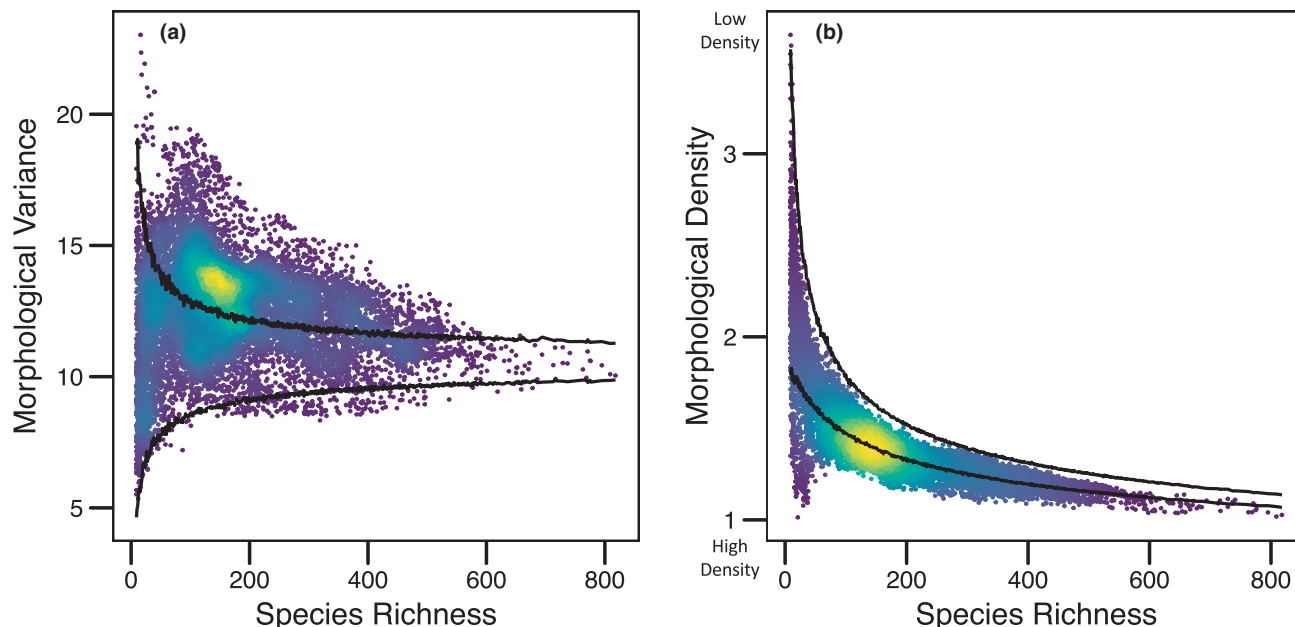 (a)
Morphological Variance
20
15
10
5
0
200
400
600
800
Species Richness
Low
Density
(b)
Morphological Density
3
2
1
High
Density
0
200
400
600
800
Species Richness